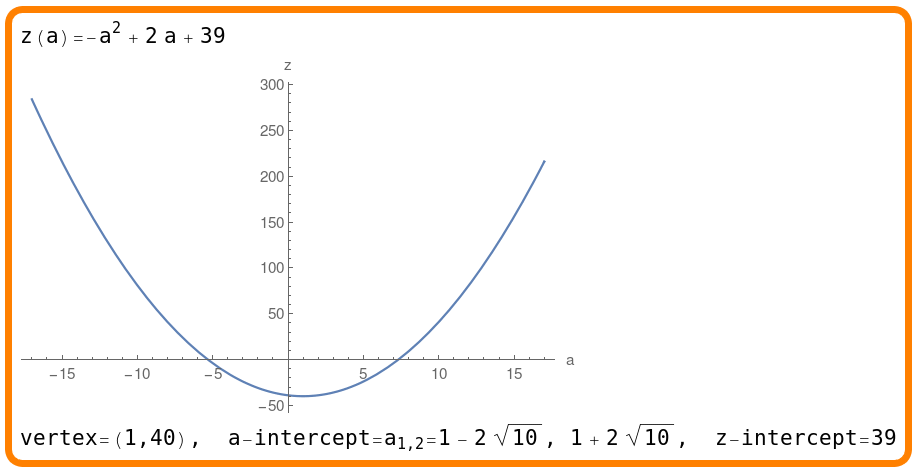 z(a)=-a² + 2 a + 39
z
300
250
200
150
100
50
−15 −10 −5 5 10 15 a
−50
vertex=(1,40), a-intercept=a₁,₂=1 - 2 √10, 1 + 2 √10, z-intercept=39